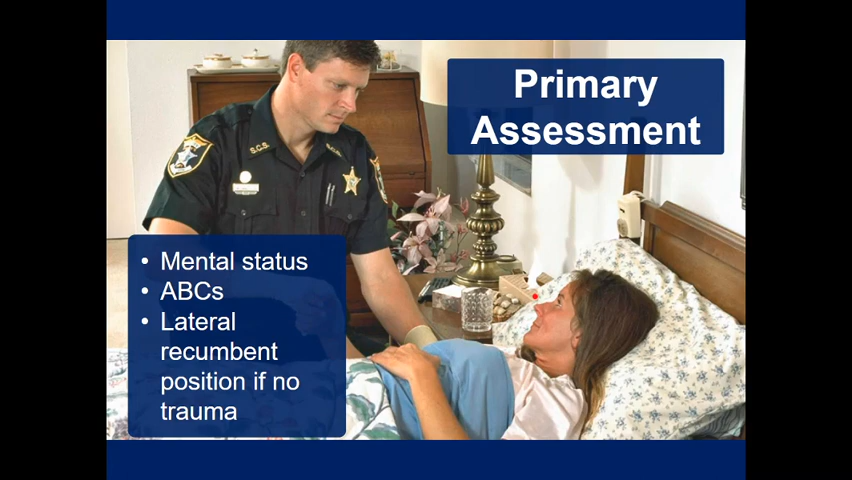 Primary
Assessment
S.C.S.
• Mental status
• ABCs
• Lateral
recumbent
position if no
trauma